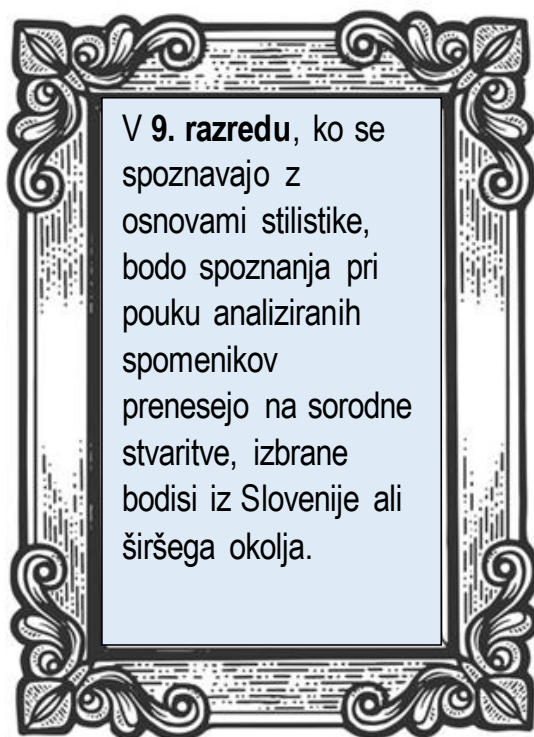 V 9. razredu, ko se
spoznavajo z
osnovami stilistike,
bodo spoznanja pri
pouku analiziranih
spomenikov
prenesejo na sorodne
stvaritve, izbrane
bodisi iz Slovenije ali
širšega okolja.